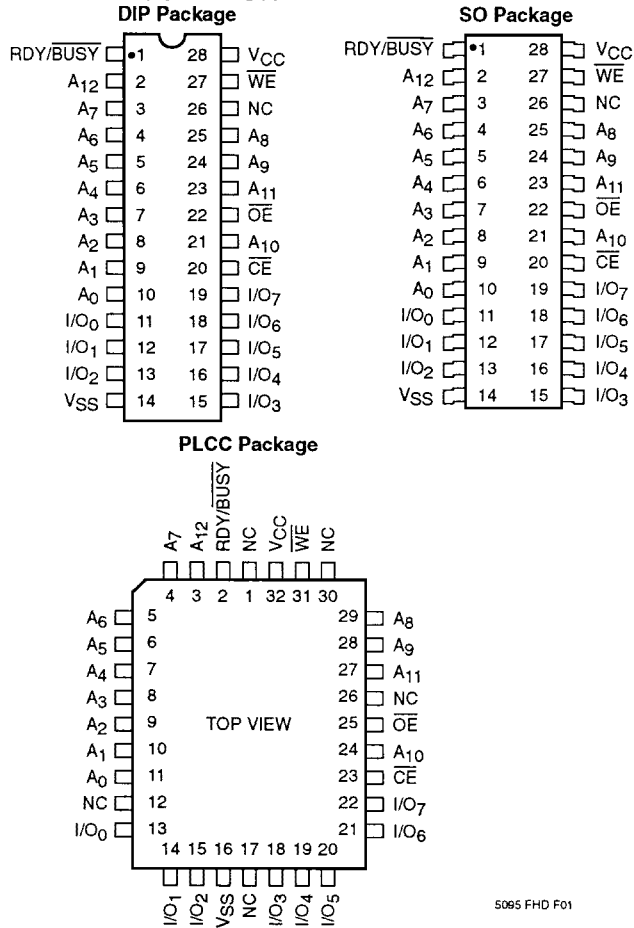 DIP Package
RDY/BUSY 1 28 VCC
A12 2 27 WE
A7 3 26 NC
A6 4 25 A8
A5 5 24 A9
A4 6 23 A11
A3 7 22 OE
A2 8 21 A10
A1 9 20 CE
A0 10 19 I/O7
I/O0 11 18 I/O6
I/O1 12 17 I/O5
I/O2 13 16 I/O4
VSS 14 15 I/O3
SO Package
RDY/BUSY 1 28 VCC
A12 2 27 WE
A7 3 26 NC
A6 4 25 A8
A5 5 24 A9
A4 6 23 A11
A3 7 22 OE
A2 8 21 A10
A1 9 20 CE
A0 10 19 I/O7
I/O0 11 18 I/O6
I/O1 12 17 I/O5
I/O2 13 16 I/O4
VSS 14 15 I/O3
PLCC Package
A7 A12 RDY/BUSY NC VCC WE NC
4 3 2 1 32 31 30
A6 5 29 A8
A5 6 28 A9
A4 7 27 A11
A3 8 26 NC
A2 9 TOP VIEW 25 OE
A1 10 24 A10
A0 11 23 CE
NC 12 22 I/O7
I/O0 13 21 I/O6
14 15 16 17 18 19 20
I/O1 I/O2 VSS NC I/O3 I/O4 I/O5
5095 FHD F01